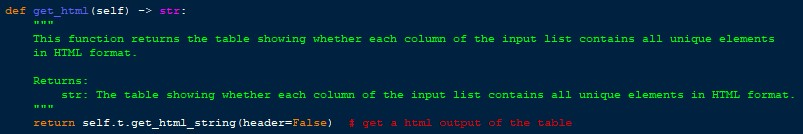 def get_html(self) -> str:
    """
    This function returns the table showing whether each column of the input list contains all unique elements
    in HTML format.

    Returns:
        str: The table showing whether each column of the input list contains all unique elements in HTML format.
    """
    return self.t.get_html_string(header=False)  # get a html output of the table